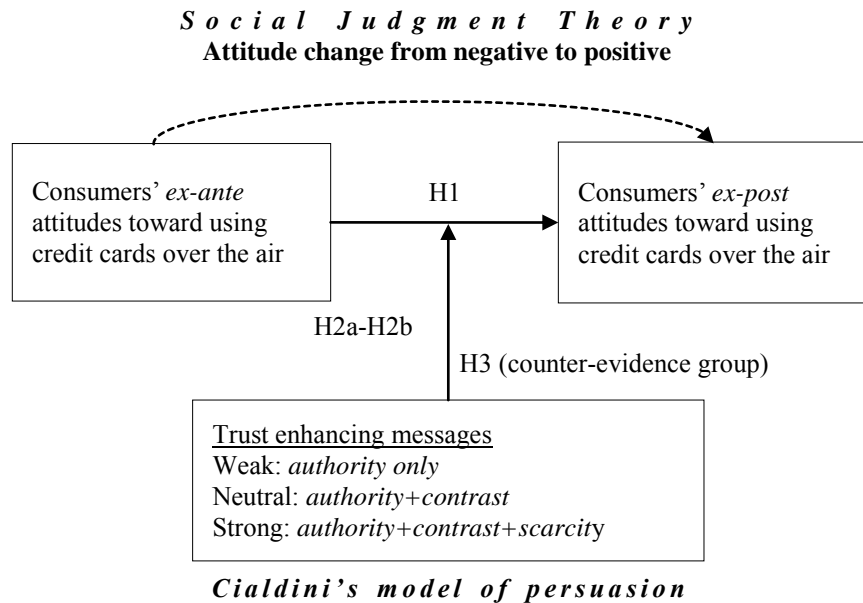 Social Judgment Theory
Attitude change from negative to positive
Consumers’ ex-ante
attitudes toward using
credit cards over the air
H1
Consumers’ ex-post
attitudes toward using
credit cards over the air
H2a-H2b
H3 (counter-evidence group)
Trust enhancing messages
Weak: authority only
Neutral: authority+contrast
Strong: authority+contrast+scarcity
Cialdini’s model of persuasion